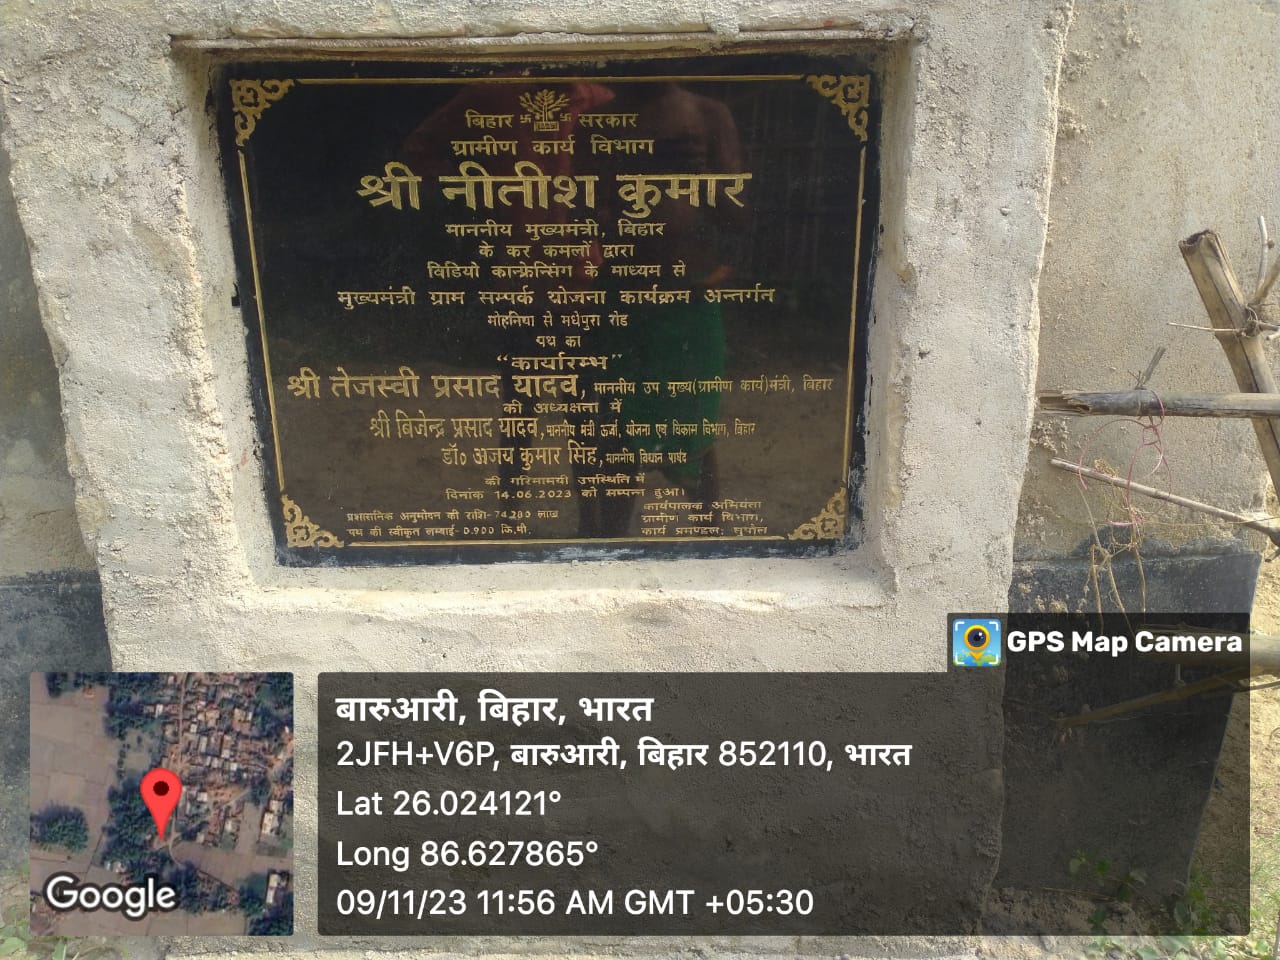 बिहार सरकार
ग्रामीण कार्य विभाग
श्री नीतीश कुमार
माननीय मुख्यमंत्री, बिहार
के कर कमलों द्वारा
विडियो कान्फ्रेन्सिंग के माध्यम से
मुख्यमंत्री ग्राम सम्पर्क योजना कार्यक्रम अन्तर्गत
मोहनिया से मधेपुरा रोड
पथ का
“कार्यारम्भ”
श्री तेजस्वी प्रसाद यादव, माननीय उप मुख्य(ग्रामीण कार्य)मंत्री, बिहार
की अध्यक्षता में
श्री बिजेन्द्र प्रसाद यादव, माननीय मंत्री ऊर्जा, योजना एवं विकास विभाग, बिहार
डॉ० अजय कुमार सिंह, माननीय विधान पार्षद
की गरिमामयी उपस्थिति में
दिनांक 14.06.2023 को सम्पन्न हुआ।
प्रशासनिक अनुमोदन की राशि- 74.280 लाख
पथ की स्वीकृत लम्बाई- 0.900 कि.मी.
कार्यपालक अभियंता
ग्रामीण कार्य विभाग,
कार्य प्रमण्डल, सुपौल
GPS Map Camera
बारुआरी, बिहार, भारत
2JFH+V6P, बारुआरी, बिहार 852110, भारत
Lat 26.024121°
Long 86.627865°
09/11/23 11:56 AM GMT +05:30
Google